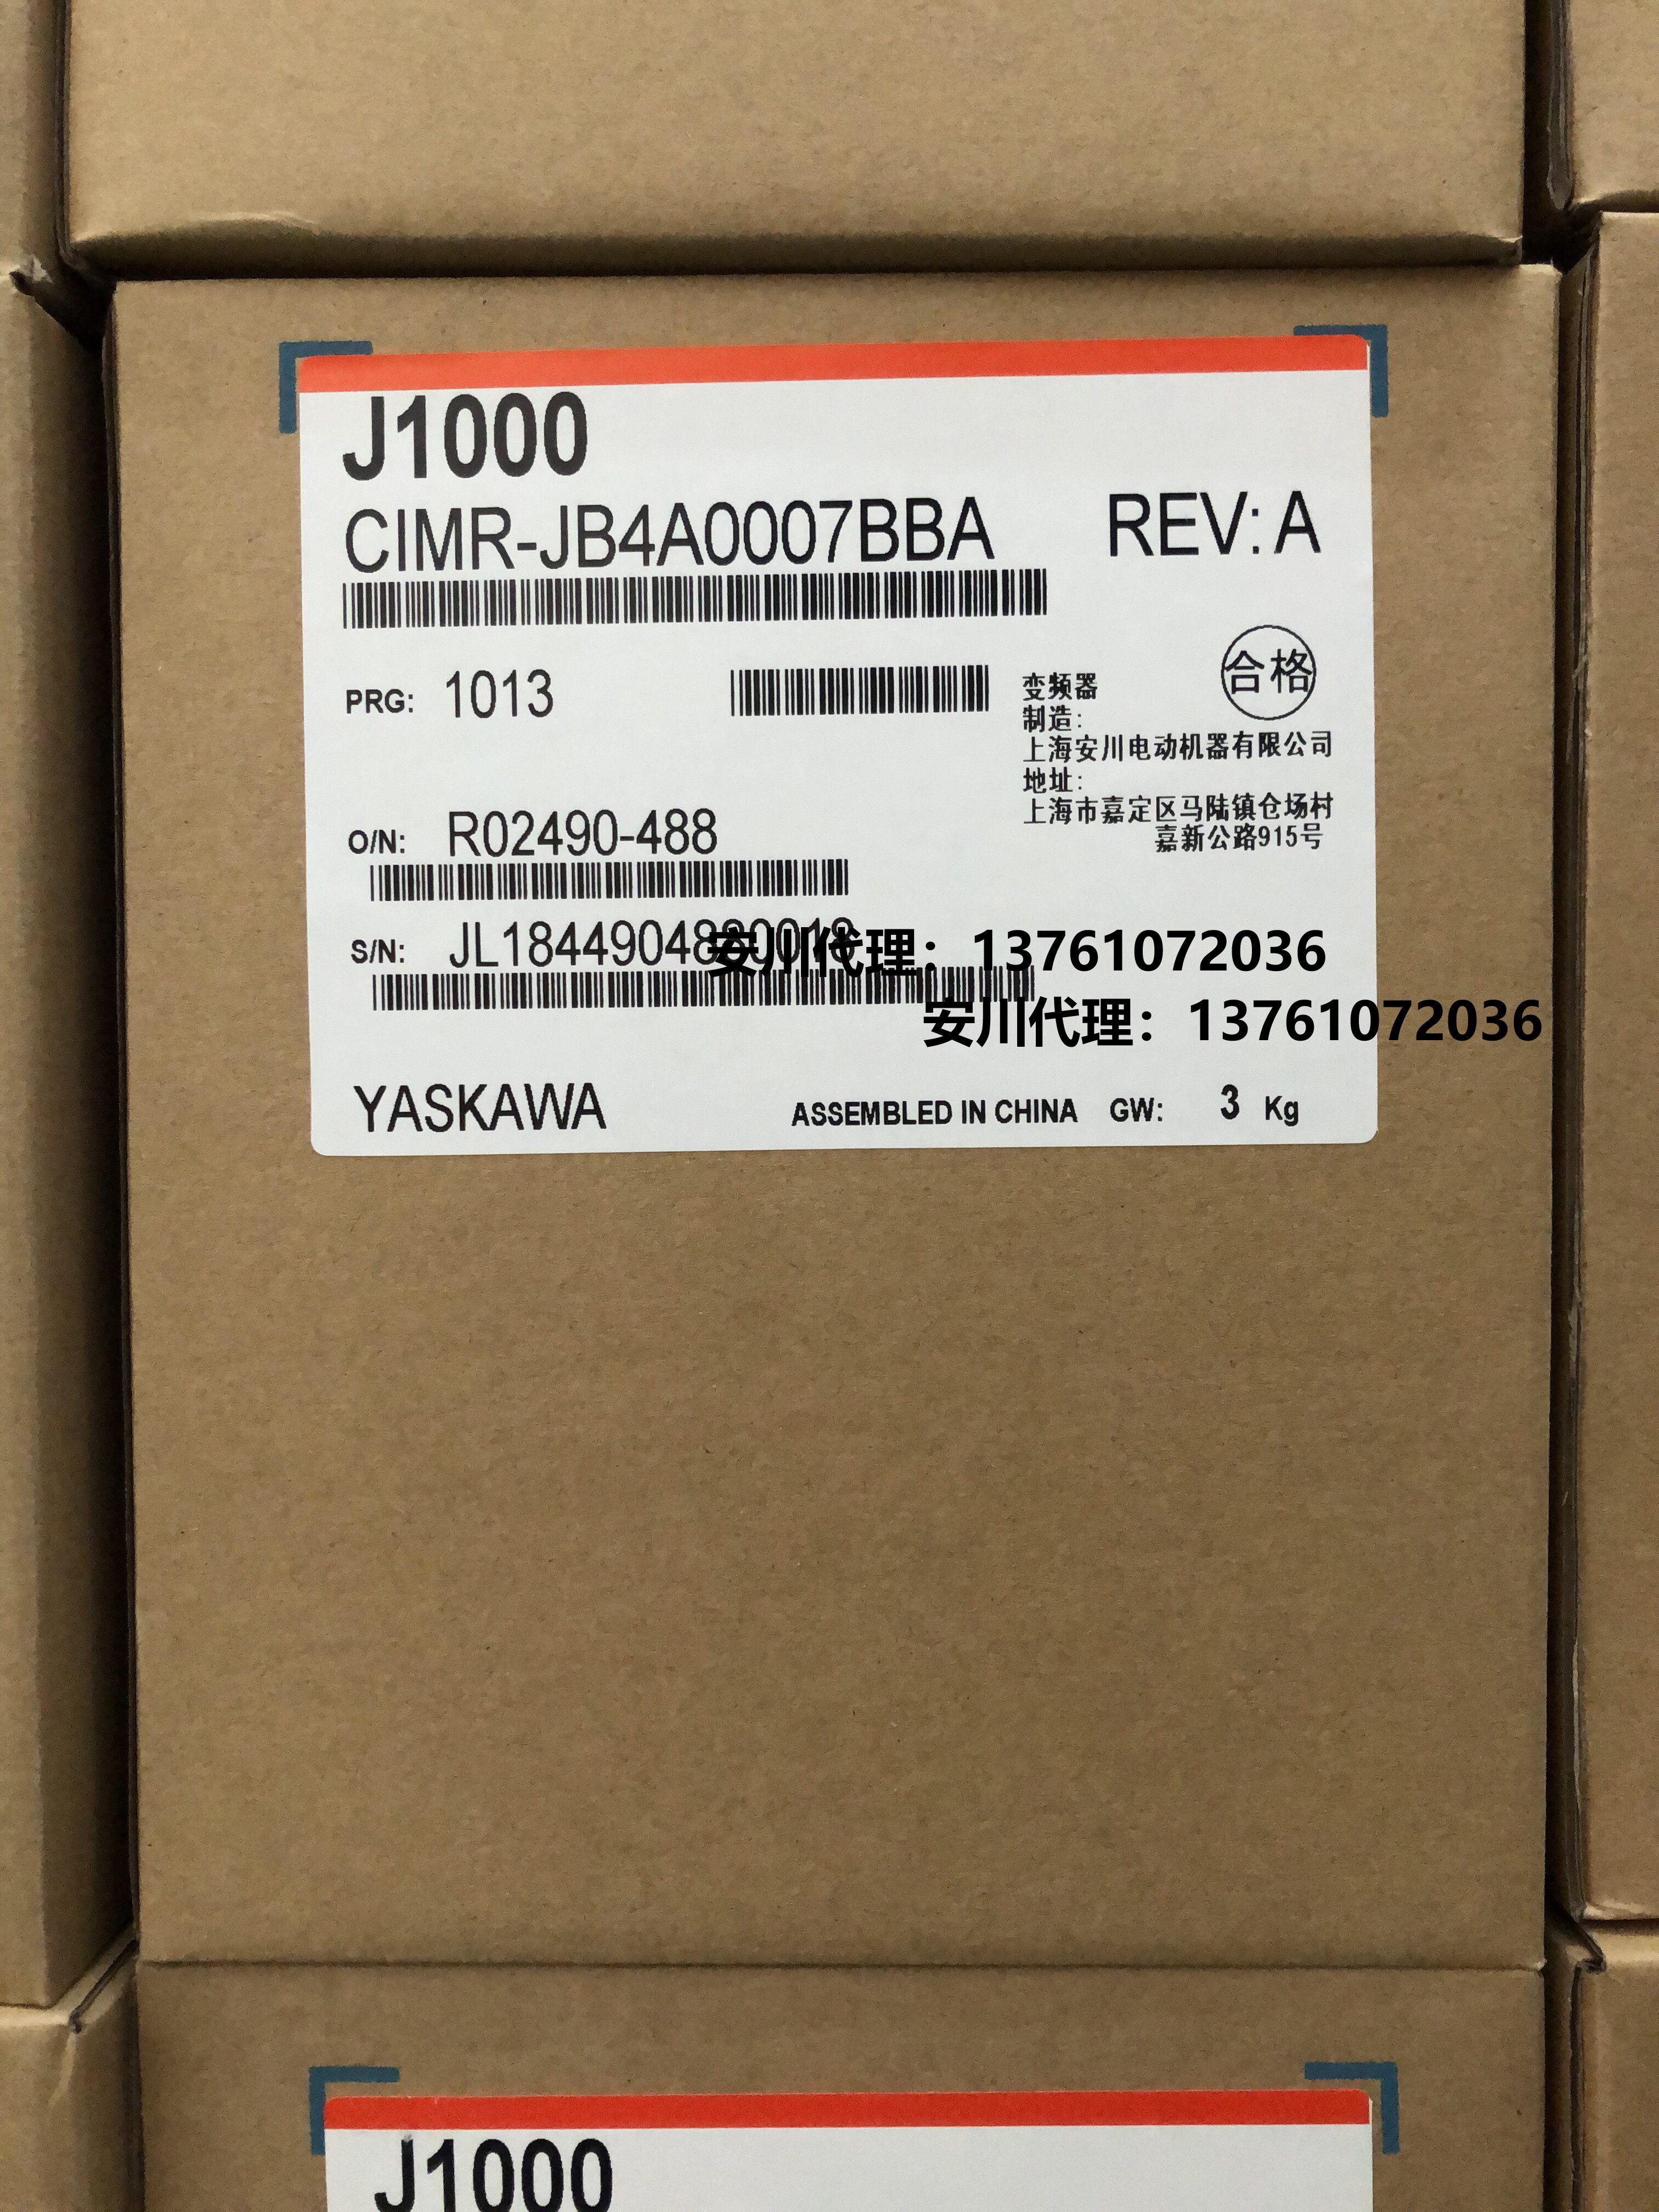 J1000
CIMR-JB4A0007BBA REV: A
合格
PRG: 1013
变频器
制造:
上海安川电动机器有限公司
地址:
上海市嘉定区马陆镇仓场村
嘉新公路915号
O/N: R02490-488
S/N:
安川代理：13761072036
安川代理：13761072036
YASKAWA ASSEMBLED IN CHINA GW: 3 Kg
J1000